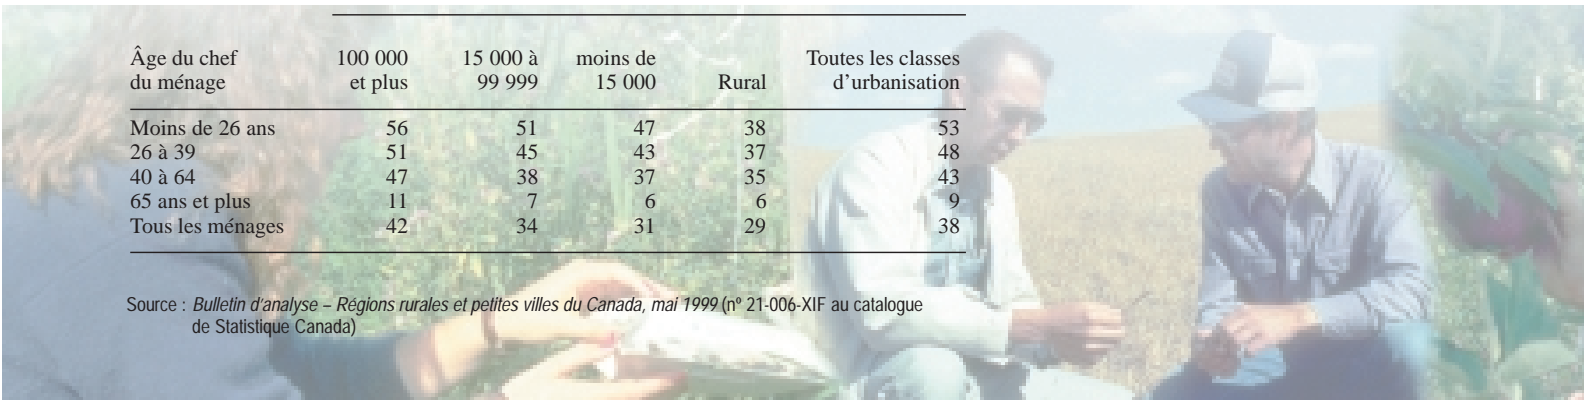 Âge du chef 100 000 15 000 à moins de Toutes les classes
du ménage et plus 99 999 15 000 Rural d'urbanisation
Moins de 26 ans 56 51 47 38 53
26 à 39 51 45 43 37 48
40 à 64 47 38 37 35 43
65 ans et plus 11 7 6 6 9
Tous les ménages 42 34 31 29 38
Source : Bulletin d'analyse – Régions rurales et petites villes du Canada, mai 1999 (nº 21-006-XIF au catalogue
de Statistique Canada)